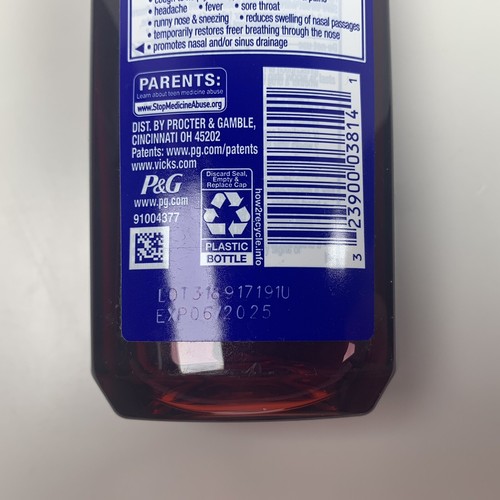 • headache • fever • sore throat
• runny nose & sneezing • reduces swelling of nasal passages
• temporarily restores freer breathing through the nose
• promotes nasal and/or sinus drainage
PARENTS:
Learn about teen medicine abuse
www.StopMedicineAbuse.org
DIST. BY PROCTER & GAMBLE,
CINCINNATI OH 45202
Patents: www.pg.com/patents
www.vicks.com
P&G
www.pg.com
91004377
Discard Seal,
Empty &
Replace Cap
PLASTIC
BOTTLE
how2recycle.info
3 23900 03814 1
EXP06/2025